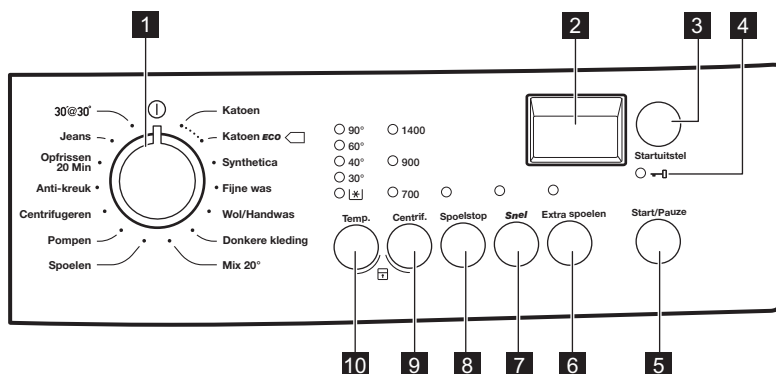 1
2
3
4
30'@30°
Jeans
Opfrissen
20 Min
Anti-kreuk
Centrifugeren
Pompen
Spoelen
Katoen
Katoen ECO
Synthetica
Fijne was
Wol/Handwas
Donkere kleding
Mix 20°
90°
60°
40°
30°
1400
900
700
Startuitstel
Temp.
Centrif.
Spoelstop
Snel
Extra spoelen
Start/Pauze
10
9
8
7
6
5